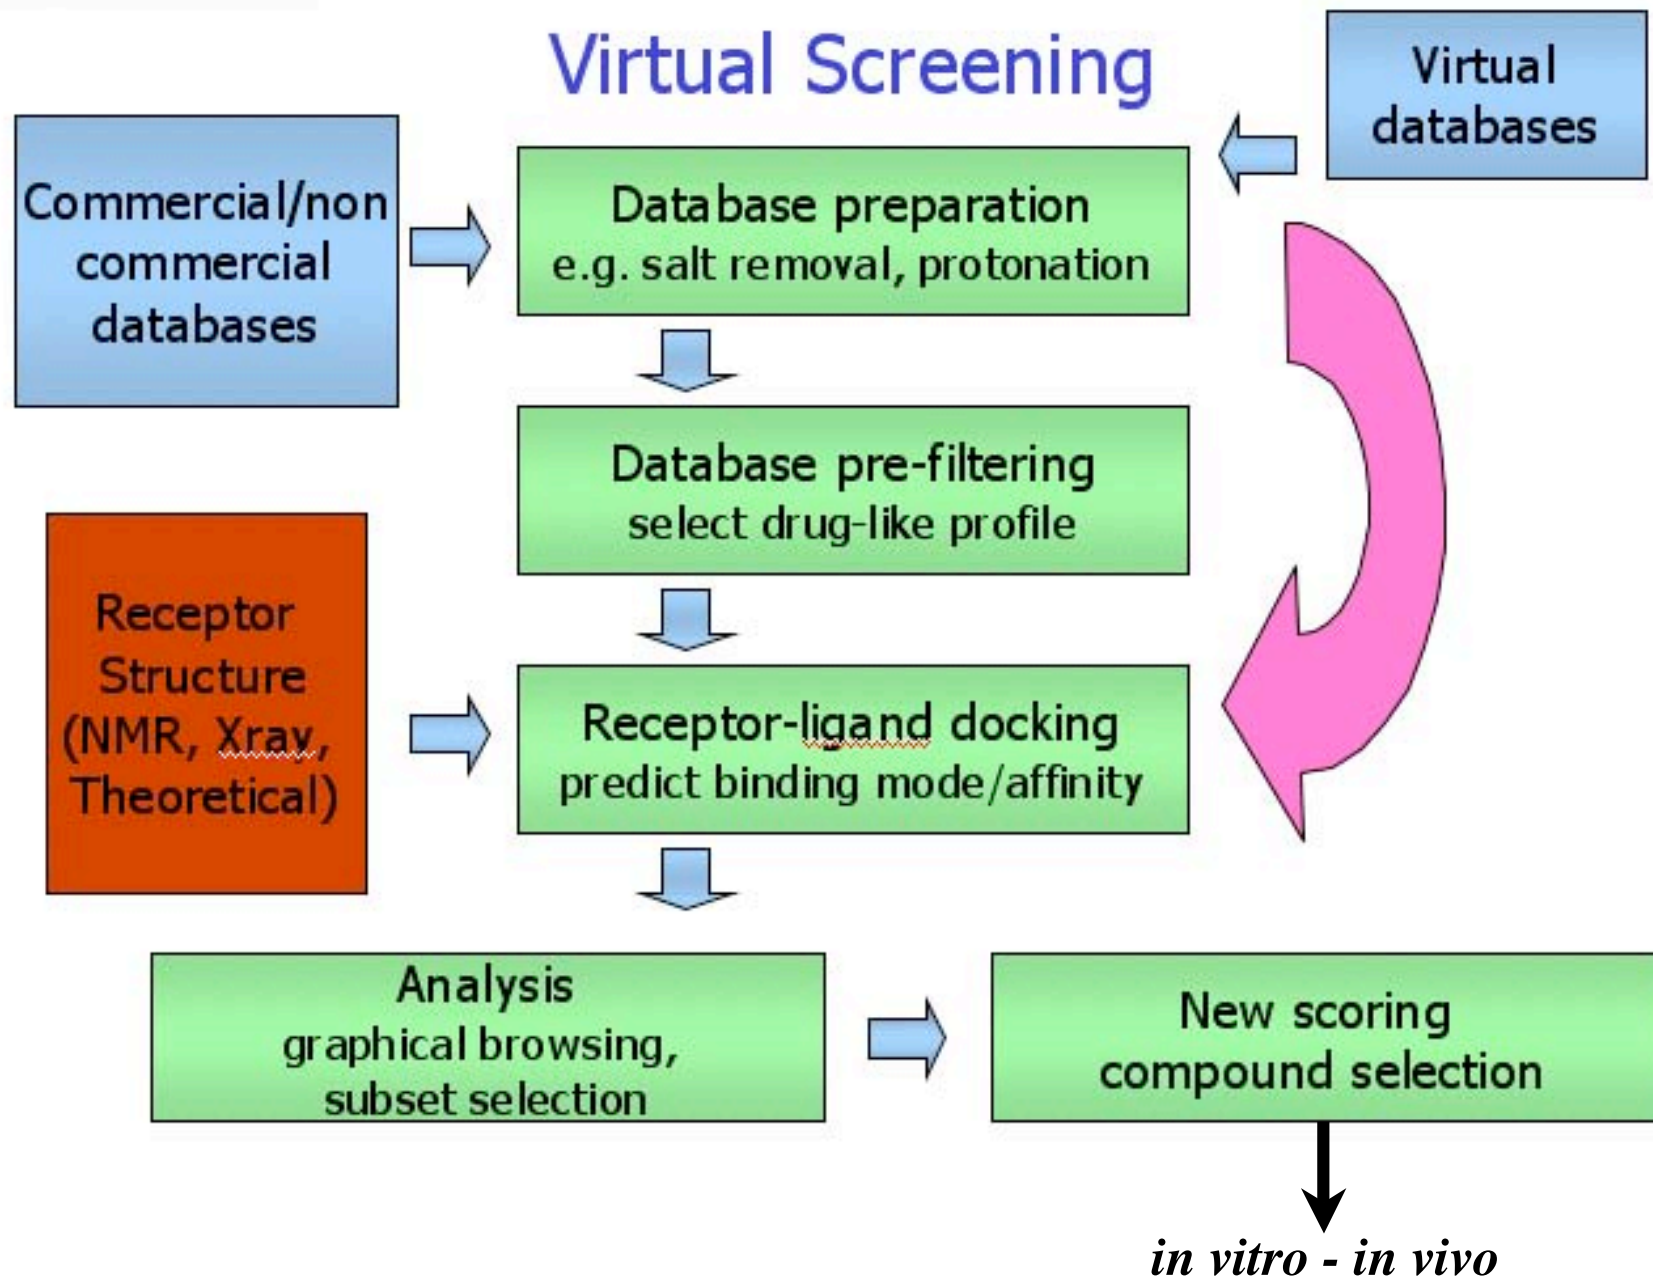 Virtual Screening
Virtual
databases
Commercial/non
commercial
databases
Database preparation
e.g. salt removal, protonation
Database pre-filtering
select drug-like profile
Receptor
Structure
(NMR, Xray,
Theoretical)
Receptor-ligand docking
predict binding mode/affinity
Analysis
graphical browsing,
subset selection
New scoring
compound selection
in vitro - in vivo